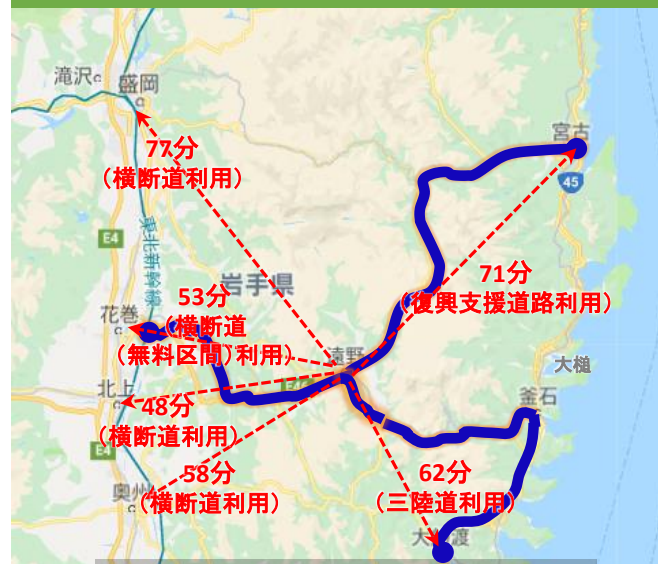 滝沢
盛岡
宮古
77分
(横断道利用)
45
東北新幹線
E4
岩手県
71分
(復興支援道路利用)
花巻
53分
(横断道
(無料区間)利用)
遠野
大槌
北上
釜石
48分
(横断道利用)
E4
58分
(横断道利用)
62分
(三陸道利用)
奥州
大船渡